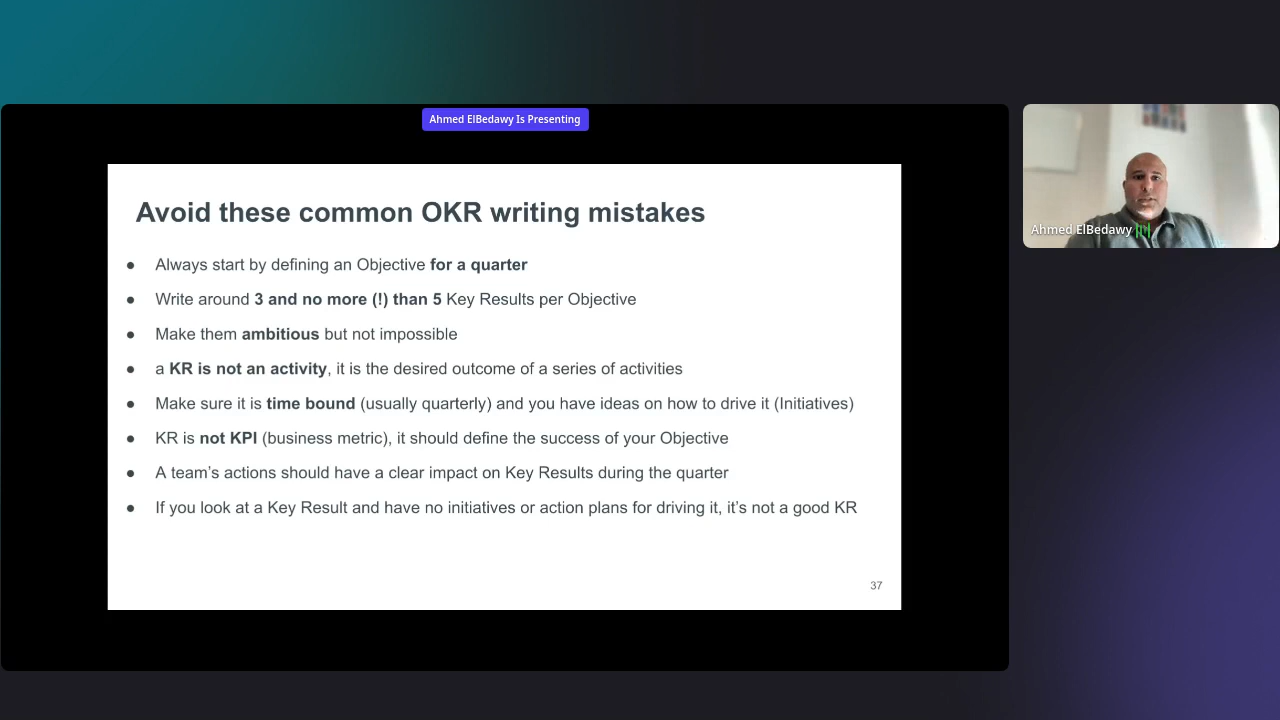 Ahmed ElBedawy Is Presenting
Avoid these common OKR writing mistakes
● Always start by defining an Objective for a quarter
● Write around 3 and no more (!) than 5 Key Results per Objective
● Make them ambitious but not impossible
● a KR is not an activity, it is the desired outcome of a series of activities
● Make sure it is time bound (usually quarterly) and you have ideas on how to drive it (Initiatives)
● KR is not KPI (business metric), it should define the success of your Objective
● A team’s actions should have a clear impact on Key Results during the quarter
● If you look at a Key Result and have no initiatives or action plans for driving it, it’s not a good KR
37
Ahmed ElBedawy